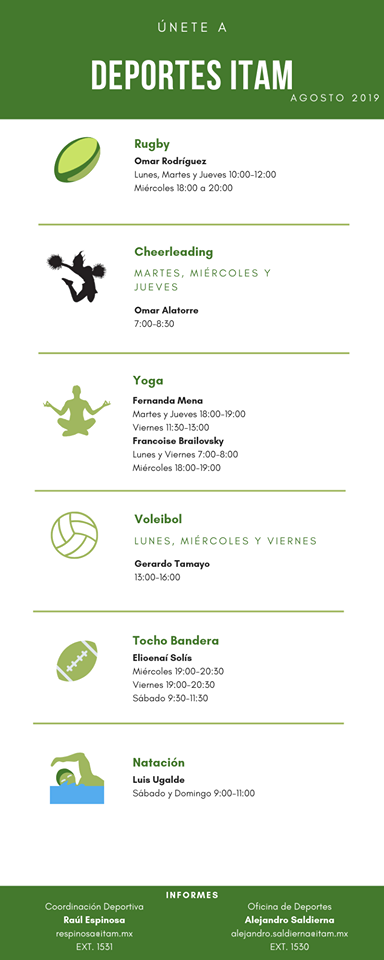 ÚNETE A
DEPORTES ITAM
AGOSTO 2019
Rugby
Omar Rodríguez
Lunes, Martes y Jueves 10:00-12:00
Miércoles 18:00 a 20:00
Cheerleading
MARTES, MIÉRCOLES Y
JUEVES
Omar Alatorre
7:00-8:30
Yoga
Fernanda Mena
Martes y Jueves 18:00-19:00
Viernes 11:30-13:00
Francoise Brailovsky
Lunes y Viernes 7:00-8:00
Miércoles 18:00-19:00
Voleibol
LUNES, MIÉRCOLES Y VIERNES
Gerardo Tamayo
13:00-16:00
Tocho Bandera
Elioenaí Solís
Miércoles 19:00-20:30
Viernes 19:00-20:30
Sábado 9:30-11:30
Natación
Luis Ugalde
Sábado y Domingo 9:00-11:00
INFORMES
Coordinación Deportiva
Raúl Espinosa
respinosa@itam.mx
EXT. 1531
Oficina de Deportes
Alejandro Saldierna
alejandro.saldierna@itam.mx
EXT. 1530